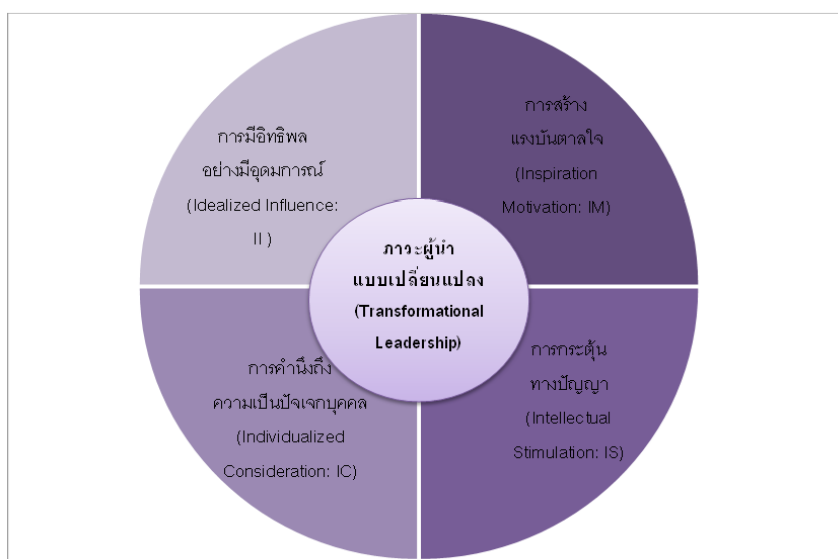 การมีอิทธิพล
อย่างมีอุดมการณ์
(Idealized Influence:
II )
การสร้าง
แรงบันดาลใจ
(Inspiration
Motivation: IM)
ภาวะผู้นำ
แบบเปลี่ยนแปลง
(Transformational
Leadership)
การคำนึงถึง
ความเป็นปัจเจกบุคคล
(Individualized
Consideration: IC)
การกระตุ้น
ทางปัญญา
(Intellectual
Stimulation: IS)